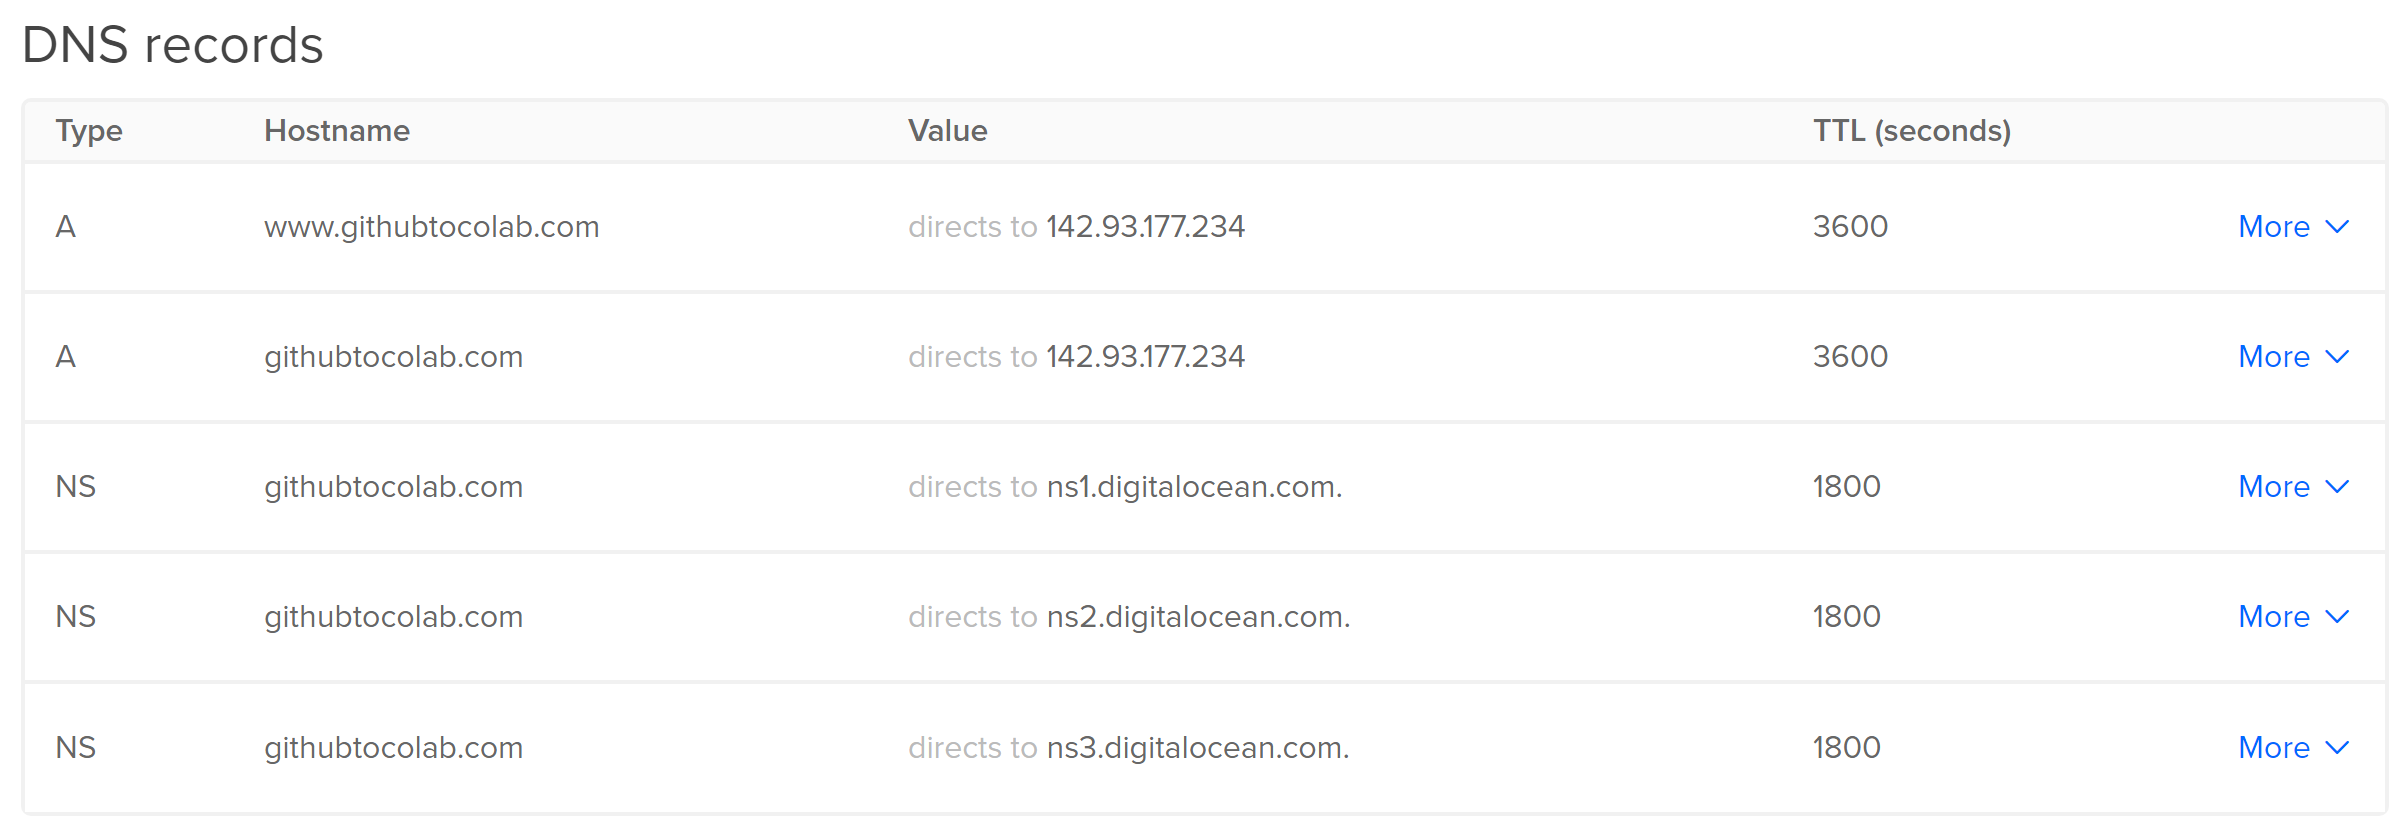 DNS records
Type Hostname Value TTL (seconds)
A www.githubtocolab.com directs to 142.93.177.234 3600 More
A githubtocolab.com directs to 142.93.177.234 3600 More
NS githubtocolab.com directs to ns1.digitalocean.com. 1800 More
NS githubtocolab.com directs to ns2.digitalocean.com. 1800 More
NS githubtocolab.com directs to ns3.digitalocean.com. 1800 More